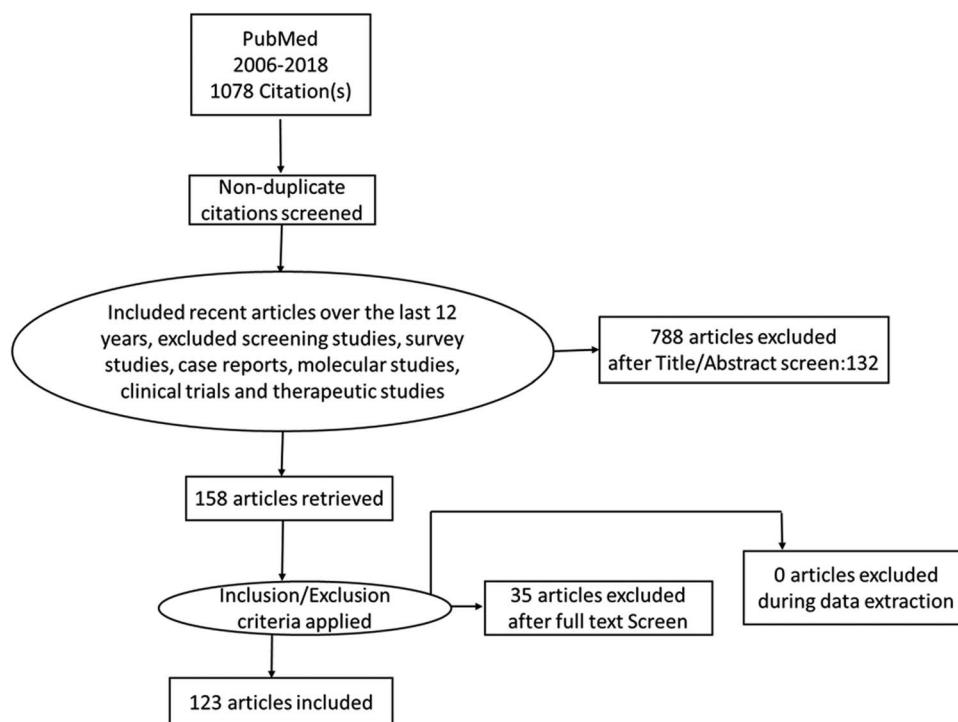 PubMed
2006-2018
1078 Citation(s)
Non-duplicate
citations screened
Included recent articles over the last 12
years, excluded screening studies, survey
studies, case reports, molecular studies,
clinical trials and therapeutic studies
788 articles excluded
after Title/Abstract screen:132
158 articles retrieved
Inclusion/Exclusion
criteria applied
35 articles excluded
after full text Screen
0 articles excluded
during data extraction
123 articles included